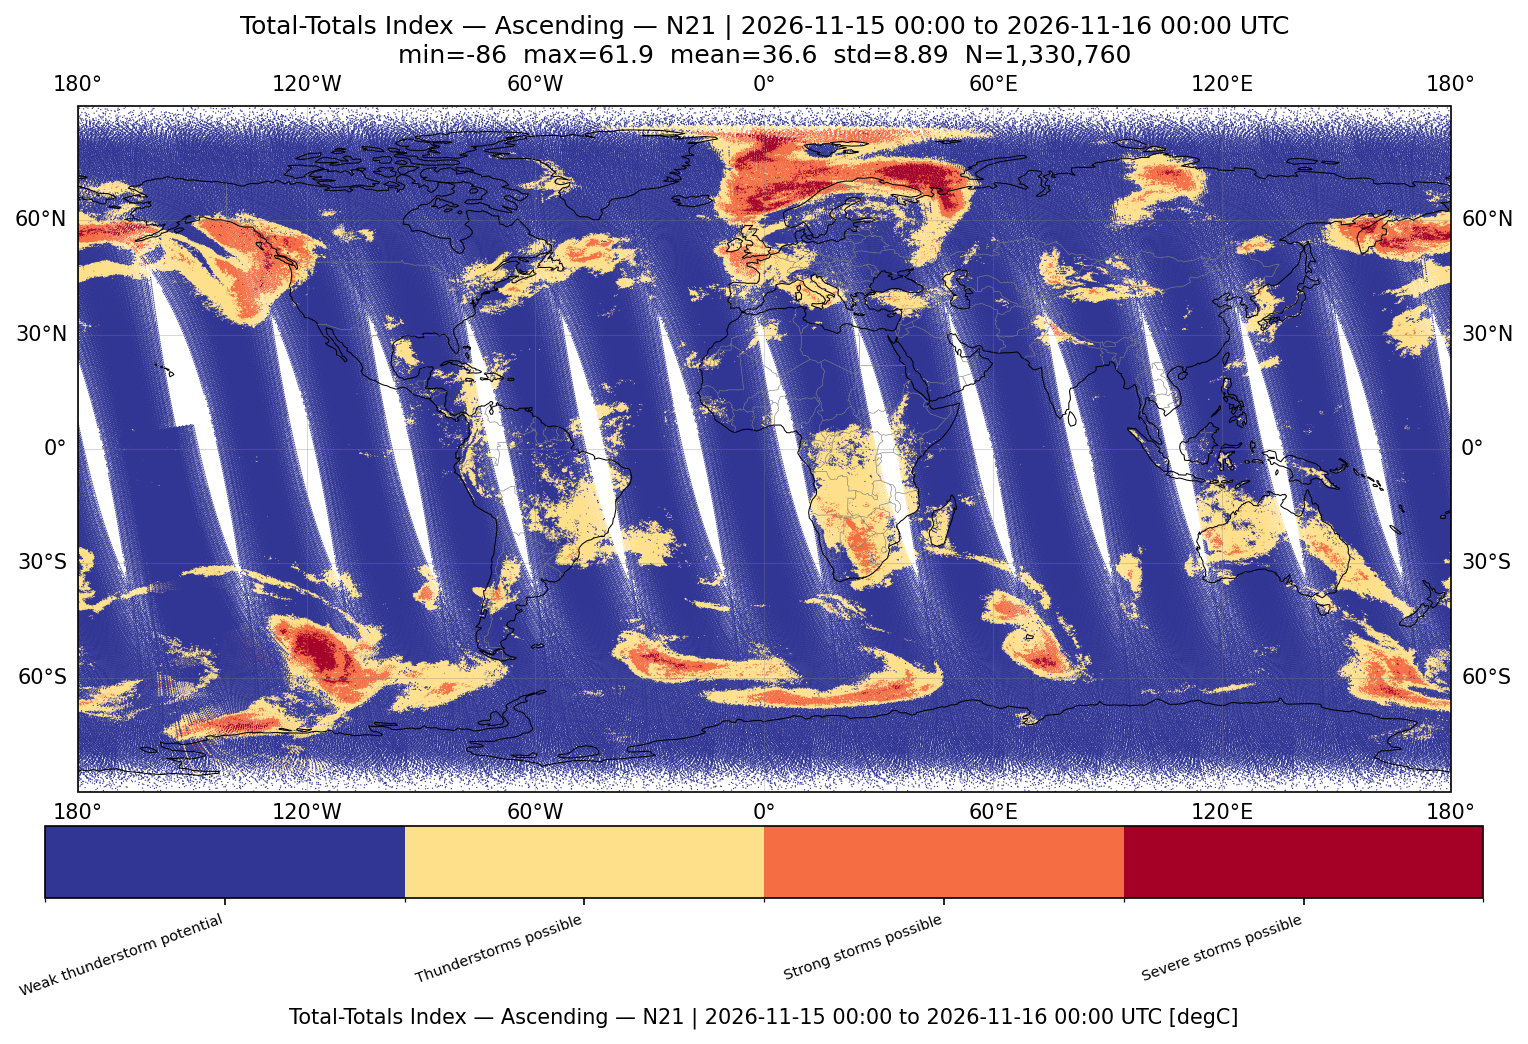 Total-Totals Index — Ascending — N21 | 2026-11-15 00:00 to 2026-11-16 00:00 UTC
min=-86 max=61.9 mean=36.6 std=8.89 N=1,330,760
180° 120°W 60°W 0° 60°E 120°E 180°
60°N 60°N
30°N 30°N
0° 0°
30°S 30°S
60°S 60°S
180° 120°W 60°W 0° 60°E 120°E 180°
Weak thunderstorm potential Thunderstorms possible Strong storms possible Severe storms possible
Total-Totals Index — Ascending — N21 | 2026-11-15 00:00 to 2026-11-16 00:00 UTC [degC]